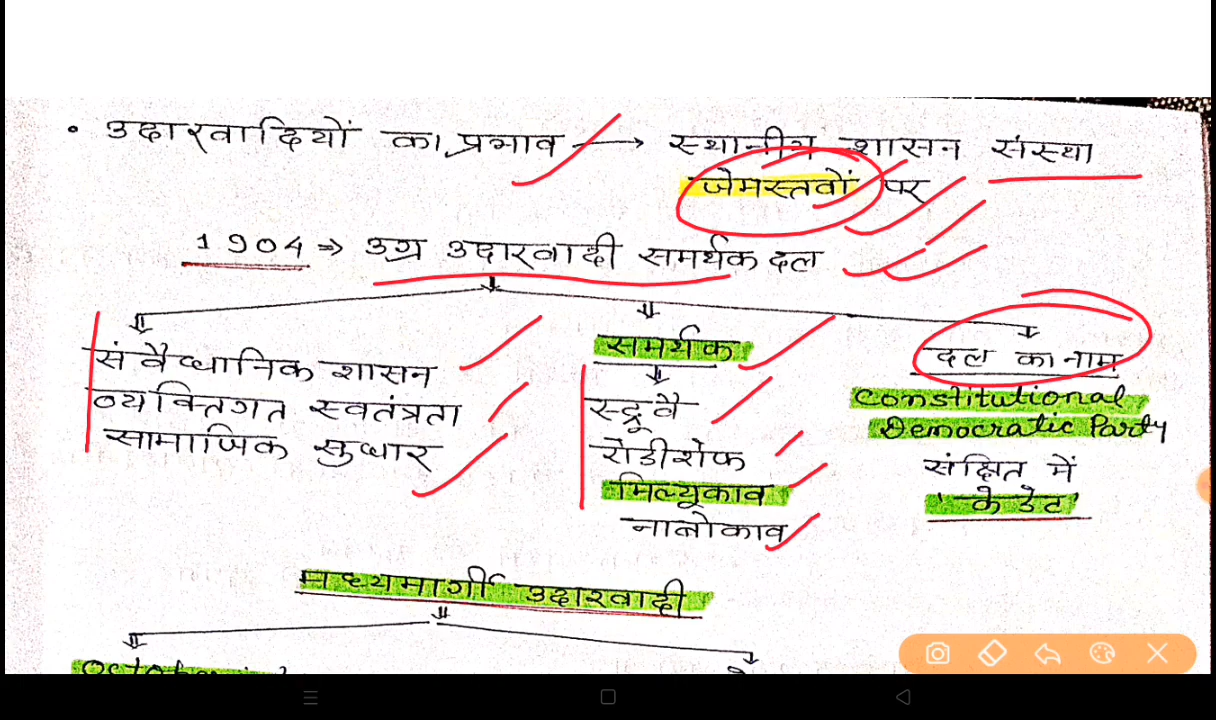 • उदारवादियों का प्रभाव → स्थानीय शासन संस्था
जेमस्तवों पर
1904 ⇒ उग्र उदारवादी समर्थक दल
संवैधानिक शासन
व्यक्तिगत स्वतंत्रता
सामाजिक सुधार
समर्थक
स्ट्रूवे
रोडीशेफ
मिल्यूकाव
नालोकाव
दल का नाम
Constitutional
Democratic Party
संक्षित में
'केडेट'
मध्यमार्गी उदारवादी